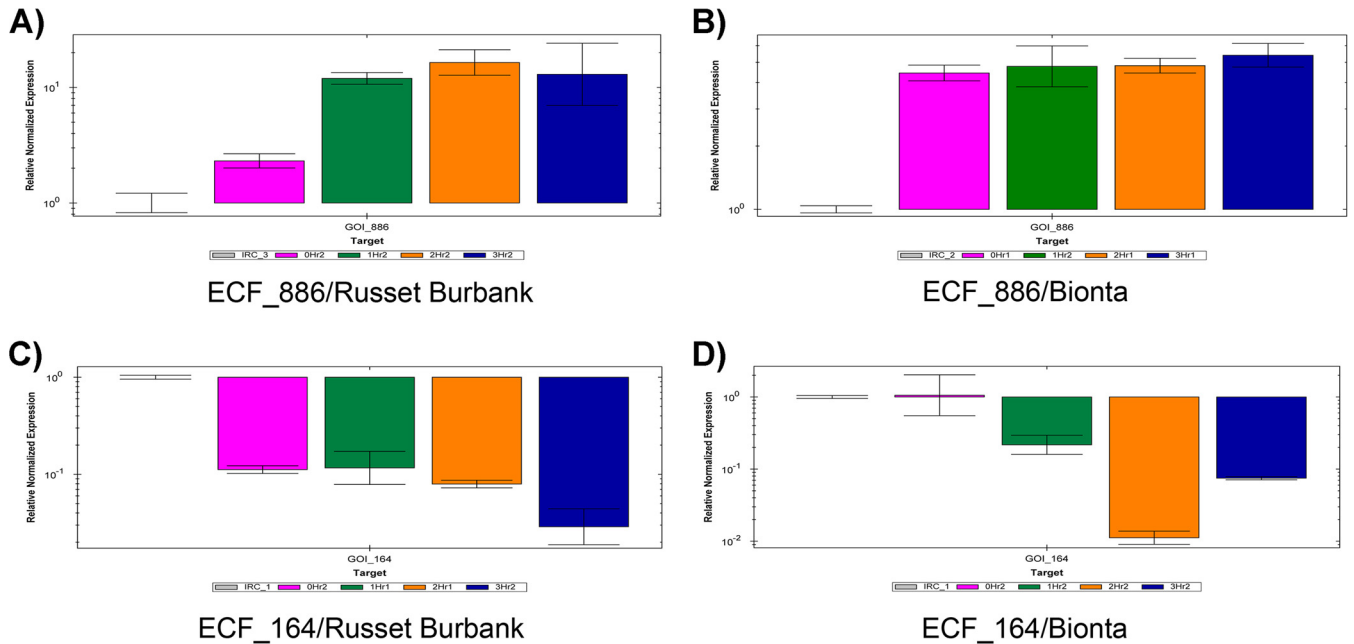 A)
Relative Normalized Expression
10^1
10^0
GOI_886
Target
IRC_3 0Hr2 1Hr2 2Hr2 3Hr2
ECF_886/Russet Burbank
B)
Relative Normalized Expression
10^0
GOI_886
Target
IRC_2 0Hr1 1Hr2 2Hr1 3Hr1
ECF_886/Bionta
C)
Relative Normalized Expression
10^0
10^-1
GOI_164
Target
IRC_1 0Hr2 1Hr1 2Hr1 3Hr2
ECF_164/Russet Burbank
D)
Relative Normalized Expression
10^0
10^-1
10^-2
GOI_164
Target
IRC_1 0Hr2 1Hr2 2Hr2 3Hr2
ECF_164/Bionta